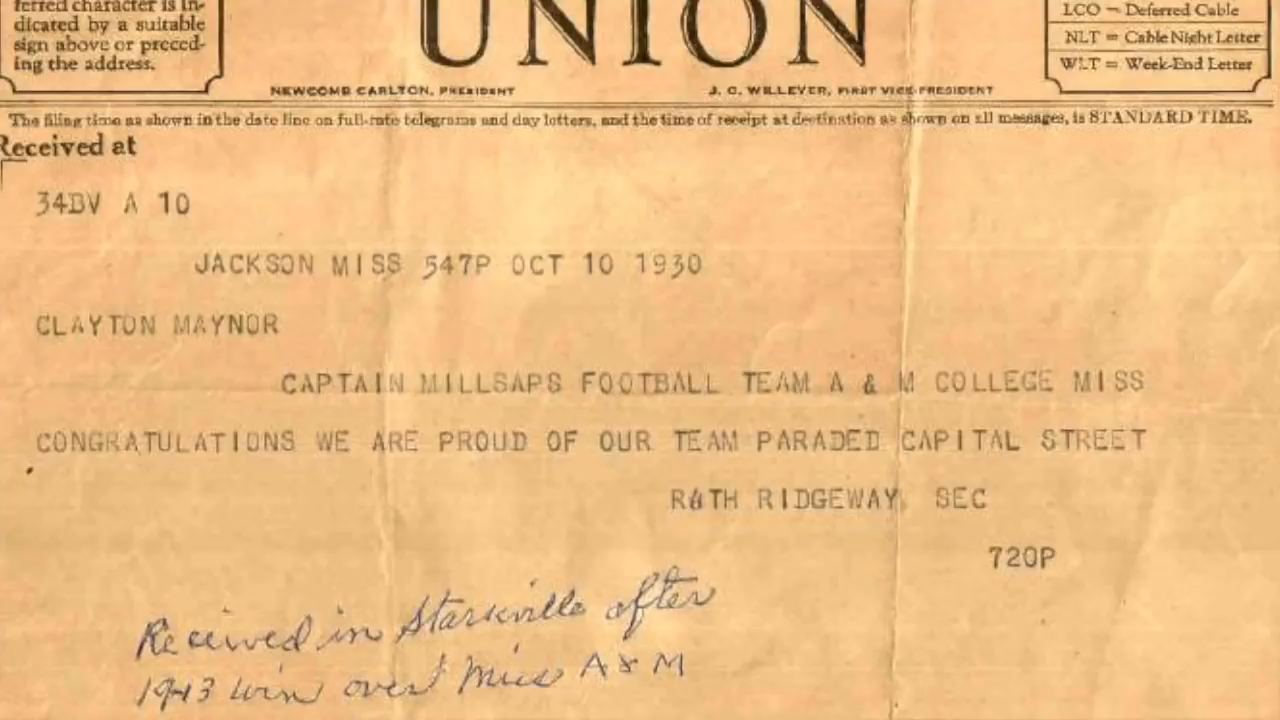 ferred character is in-
dicated by a suitable
sign above or preced-
ing the address.
UNION
LCO = Deferred Cable
NLT = Cable Night Letter
WLT = Week-End Letter
NEWCOMB CARLTON, PRESIDENT
J. C. WILLEVER, FIRST VICE-PRESIDENT
The filing time as shown in the date line on full-rate telegrams and day letters, and the time of receipt at destination as shown on all messages, is STANDARD TIME.
Received at
34BV A 10
JACKSON MISS 547P OCT 10 1930
CLAYTON MAYNOR
CAPTAIN MILLSAPS FOOTBALL TEAM A & M COLLEGE MISS
CONGRATULATIONS WE ARE PROUD OF OUR TEAM PARADED CAPITAL STREET
RIDGEWAY SEC
720P
Received in Starkville after
win over Miss A & M